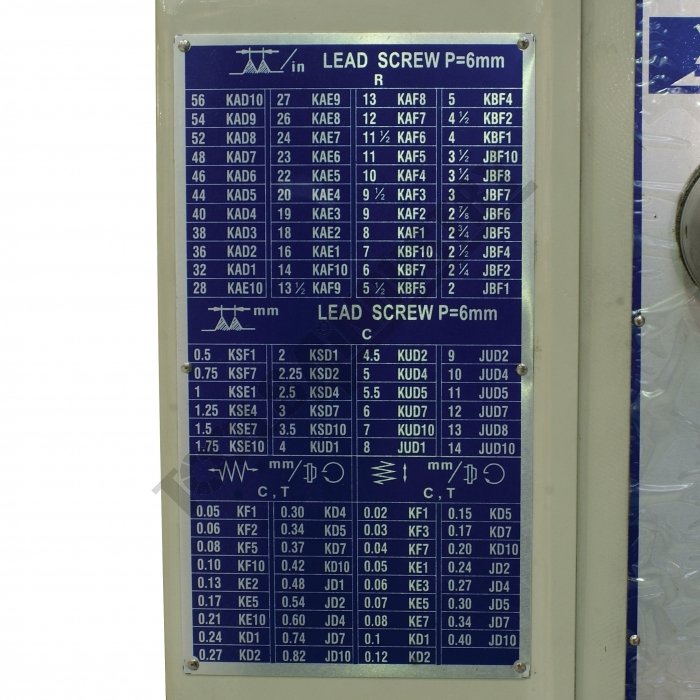 /in LEAD SCREW P=6mm
R
56 KAD10 27 KAE9 13 KAF8 5 KBF4
54 KAD9 26 KAE8 12 KAF7 4 ½ KBF2
52 KAD8 24 KAE7 11 ½ KAF6 4 KBF1
48 KAD7 23 KAE6 11 KAF5 3 ½ JBF10
46 KAD6 22 KAE5 10 KAF4 3 ¼ JBF8
44 KAD5 20 KAE4 9 ½ KAF3 3 JBF7
40 KAD4 19 KAE3 9 KAF2 2 ⅞ JBF6
38 KAD3 18 KAE2 8 KAF1 2 ¾ JBF5
36 KAD2 16 KAE1 7 KBF10 2 ½ JBF4
32 KAD1 14 KAF10 6 KBF7 2 ¼ JBF2
28 KAE10 13 ½ KAF9 5 ½ KBF5 2 JBF1
mm LEAD SCREW P=6mm
C
0.5 KSF1 2 KSD1 4.5 KUD2 9 JUD2
0.75 KSF7 2.25 KSD2 5 KUD4 10 JUD4
1 KSE1 2.5 KSD4 5.5 KUD5 11 JUD5
1.25 KSE4 3 KSD7 6 KUD7 12 JUD7
1.5 KSE7 3.5 KSD10 7 KUD10 13 JUD8
1.75 KSE10 4 KUD1 8 JUD1 14 JUD10
mm/ mm/
C , T C , T
0.05 KF1 0.30 KD4 0.02 KF1 0.15 KD5
0.06 KF2 0.34 KD5 0.03 KF3 0.17 KD7
0.08 KF5 0.37 KD7 0.04 KF7 0.20 KD10
0.10 KF10 0.42 KD10 0.05 KE1 0.24 JD2
0.13 KE2 0.48 JD1 0.06 KE3 0.27 JD4
0.17 KE5 0.54 JD2 0.07 KE5 0.30 JD5
0.21 KE10 0.60 JD4 0.08 KE7 0.34 JD7
0.24 KD1 0.74 JD7 0.1 KD1 0.40 JD10
0.27 KD2 0.82 JD10 0.12 KD2